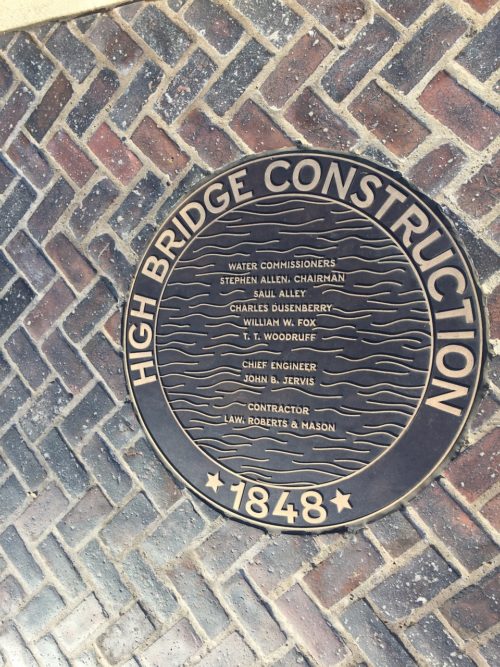 HIGH BRIDGE CONSTRUCTION
WATER COMMISSIONERS
STEPHEN ALLEN, CHAIRMAN
SAUL ALLEY
CHARLES DUSENBERRY
WILLIAM W. FOX
T. T. WOODRUFF
CHIEF ENGINEER
JOHN B. JERVIS
CONTRACTOR
LAW, ROBERTS & MASON
★1848★